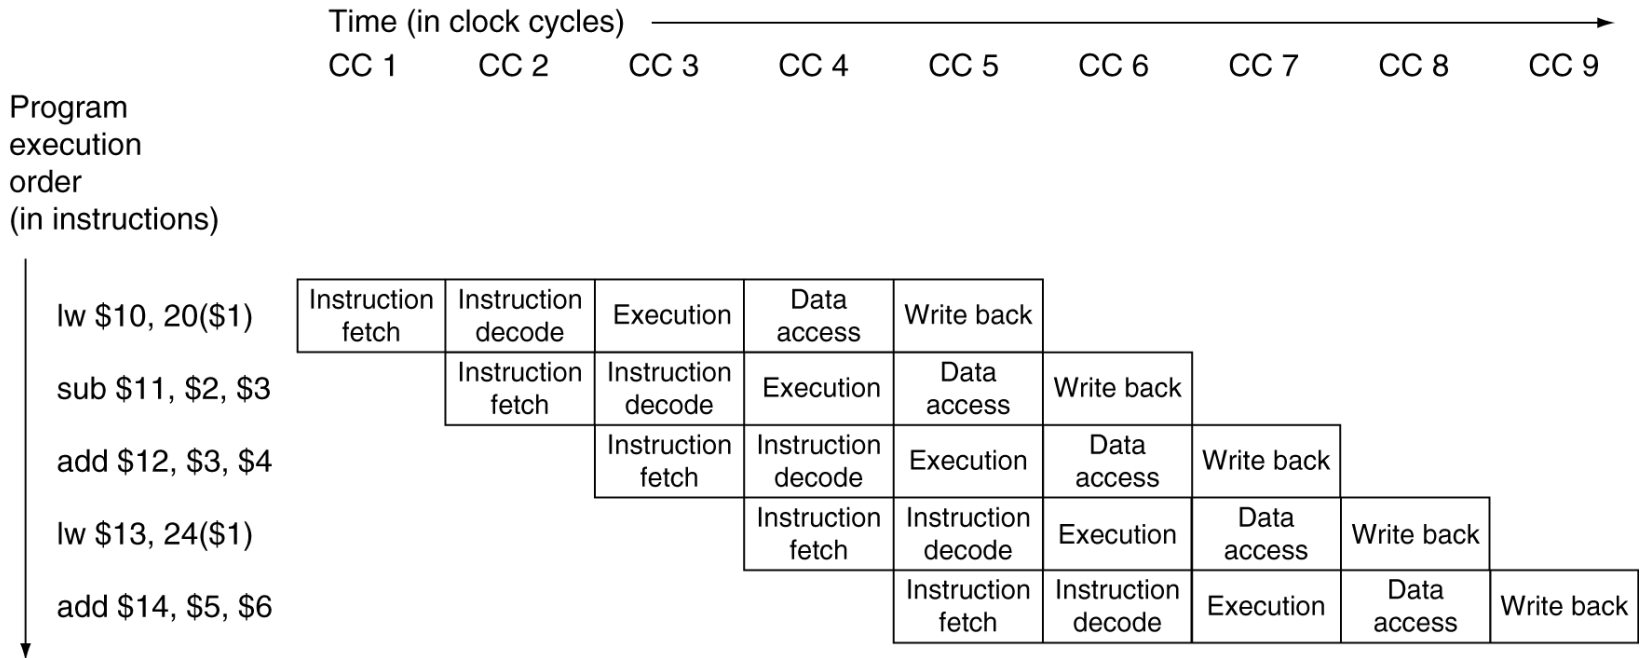 Time (in clock cycles)
CC 1 CC 2 CC 3 CC 4 CC 5 CC 6 CC 7 CC 8 CC 9
Program
execution
order
(in instructions)
lw $10, 20($1)
Instruction
fetch
Instruction
decode
Execution
Data
access
Write back
sub $11, $2, $3
Instruction
fetch
Instruction
decode
Execution
Data
access
Write back
add $12, $3, $4
Instruction
fetch
Instruction
decode
Execution
Data
access
Write back
lw $13, 24($1)
Instruction
fetch
Instruction
decode
Execution
Data
access
Write back
add $14, $5, $6
Instruction
fetch
Instruction
decode
Execution
Data
access
Write back